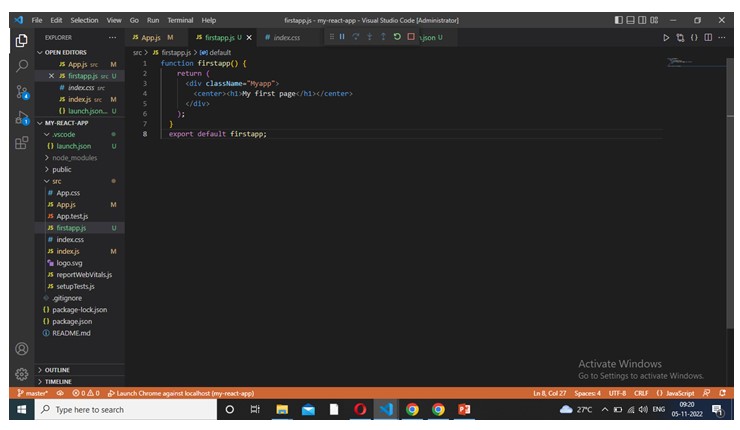 File Edit Selection View Go Run Terminal Help
firstapp.js - my-react-app - Visual Studio Code [Administrator]
EXPLORER
JS App.js M
JS firstapp.js U
# index.css
.json U
OPEN EDITORS
JS App.js src M
JS firstapp.js src U
# index.css src
JS index.js src M
{} launch.json... U
MY-REACT-APP
.vscode
{} launch.json U
node_modules
public
src
# App.css
JS App.js M
JS App.test.js
JS firstapp.js U
# index.css
JS index.js M
logo.svg
JS reportWebVitals.js
JS setupTests.js
.gitignore
{} package-lock.json
{} package.json
README.md
OUTLINE
TIMELINE
src > JS firstapp.js > default
1 function firstapp() {
2 return (
3 <div className="Myapp">
4 <center><h1>My first page</h1></center>
5 </div>
6 );
7 }
8 export default firstapp;
Activate Windows
Go to Settings to activate Windows.
master* 0 0 Launch Chrome against localhost (my-react-app)
Ln 8, Col 27 Spaces: 4 UTF-8 CRLF {} JavaScript
Type here to search
27°C ENG
09:20
05-11-2022